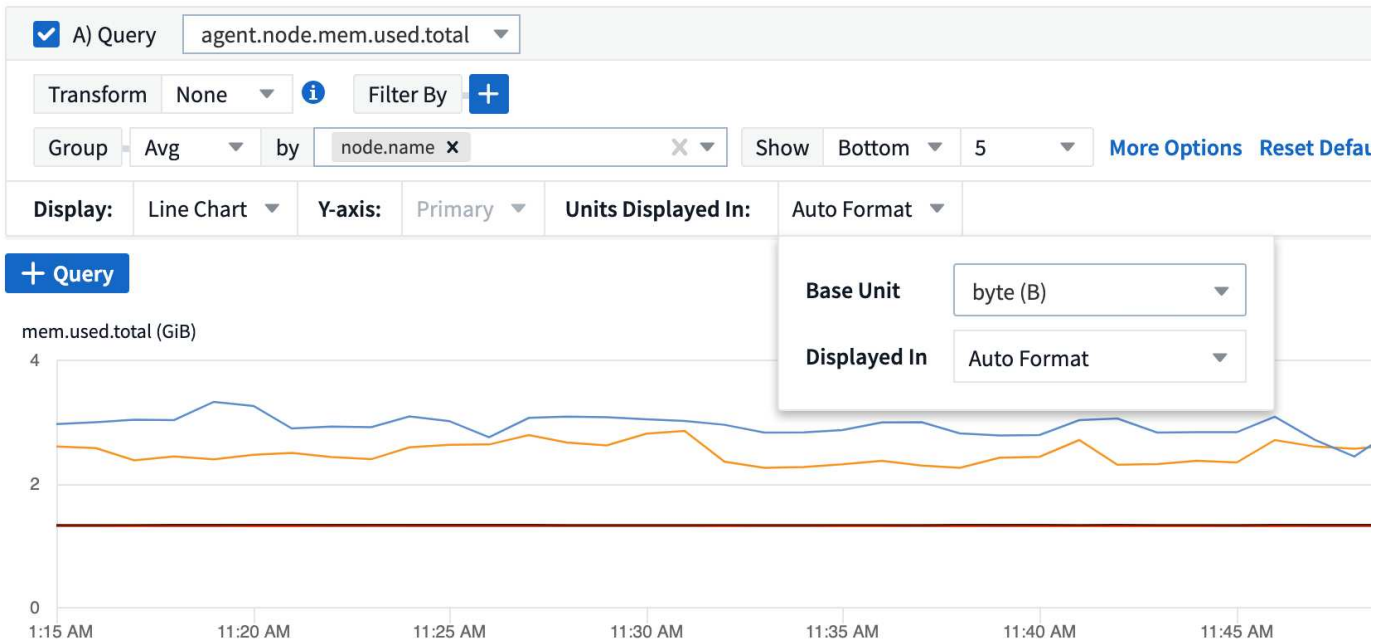 A) Query agent.node.mem.used.total
Transform None i Filter By +
Group Avg by node.name × × Show Bottom 5 More Options Reset Defau
Display: Line Chart Y-axis: Primary Units Displayed In: Auto Format
+ Query
Base Unit byte (B)
Displayed In Auto Format
mem.used.total (GiB)
4
2
0
1:15 AM 11:20 AM 11:25 AM 11:30 AM 11:35 AM 11:40 AM 11:45 AM